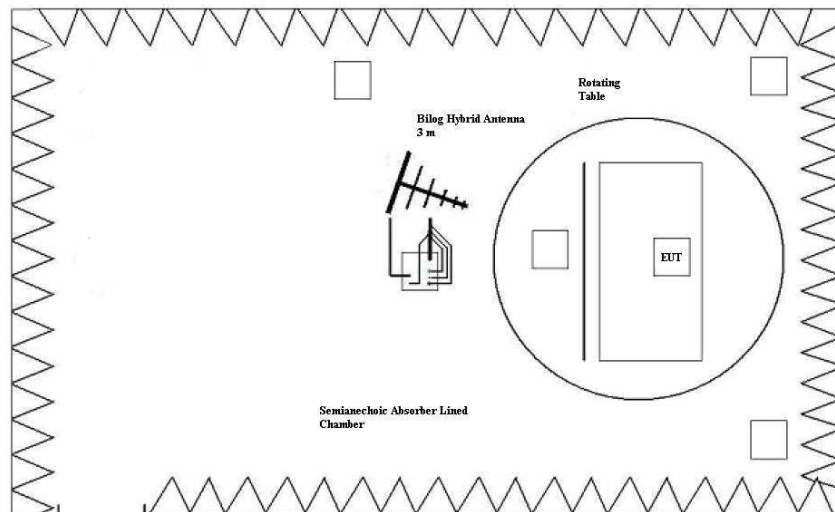 Rotating
Table
Bilog Hybrid Antenna
3 m
EUT
Semianechoic Absorber Lined
Chamber